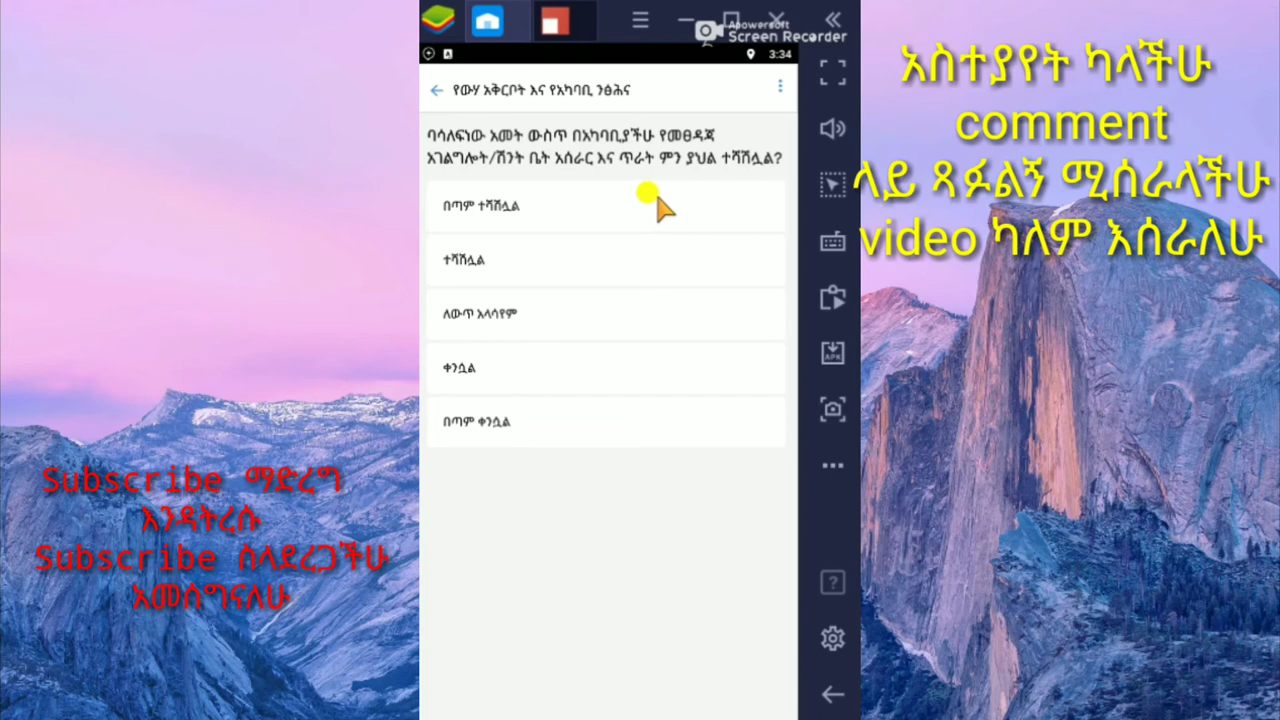 Apowersoft
Screen Recorder
3:34
የውሃ አቅርቦት እና የአካባቢ ንፅሕና
ባሳለፍነው አመት ውስጥ በአካባቢያችሁ የመፀዳጃ
አገልግሎት/ሽንት ቤት አሰራር እና ጥራት ምን ያህል ተሻሽሏል?
በጣም ተሻሽሏል
ተሻሽሏል
ለውጥ አላሳየም
ቀንሷል
በጣም ቀንሷል
APK
አስተያየት ካላችሁ
comment
ላይ ጻፉልኝ ሚሰራላችሁ
video ካለም እሰራለሁ
Subscribe ማድረግ
እንዳትረሱ
Subscribe ስላደረጋችሁ
አመሰግናለሁ